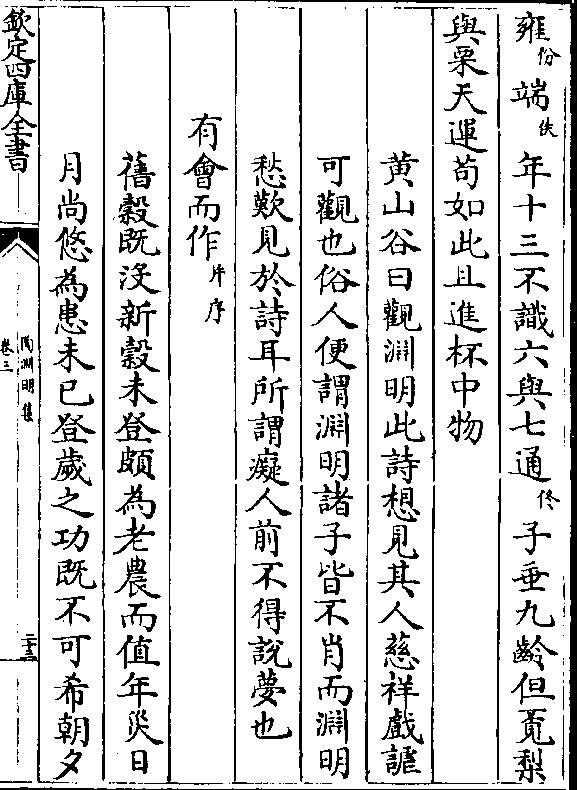 雍份端佚年十三不識六與七通佟子垂九齡但覓梨
與栗天運苟如此且進杯中物
黄山谷曰觀淵明此詩想見其人慈祥戲謔
可觀也俗人便謂淵明諸子皆不肖而淵明
愁歎見於詩耳所謂癡人前不得說夢也
有會而作并序
舊穀既没新穀未登頗為老農而值年災日
月尚悠為患未已登歲之功既不可希朝夕
欽定四庫全書
陶淵明集
卷三
二十三